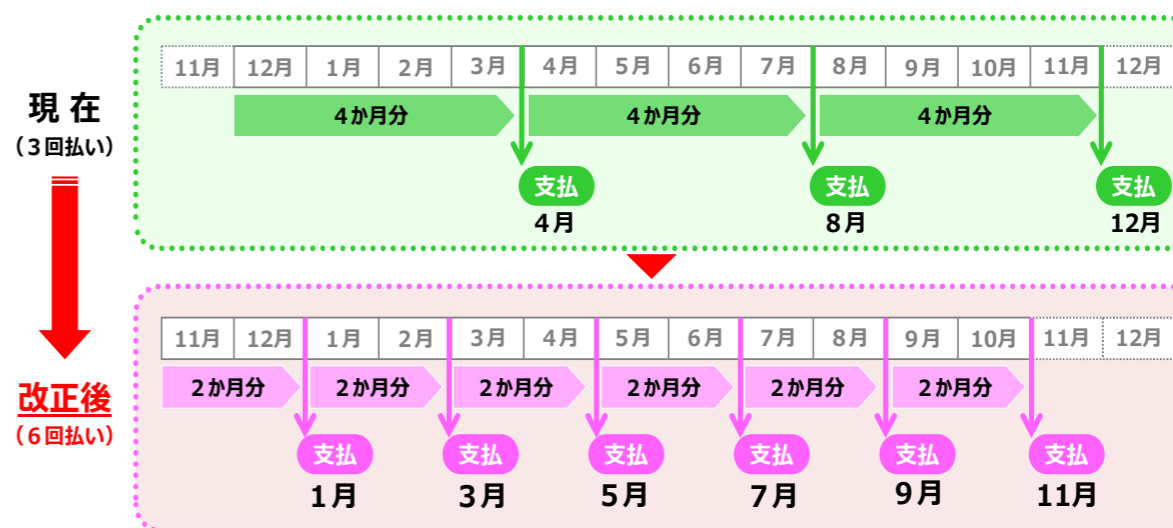 11月 12月 1月 2月 3月 4月 5月 6月 7月 8月 9月 10月 11月 12月
現在
(3回払い)
4か月分 4か月分 4か月分
支払 支払 支払
4月 8月 12月
11月 12月 1月 2月 3月 4月 5月 6月 7月 8月 9月 10月 11月 12月
改正後
(6回払い)
2か月分 2か月分 2か月分 2か月分 2か月分 2か月分
支払 支払 支払 支払 支払 支払
1月 3月 5月 7月 9月 11月